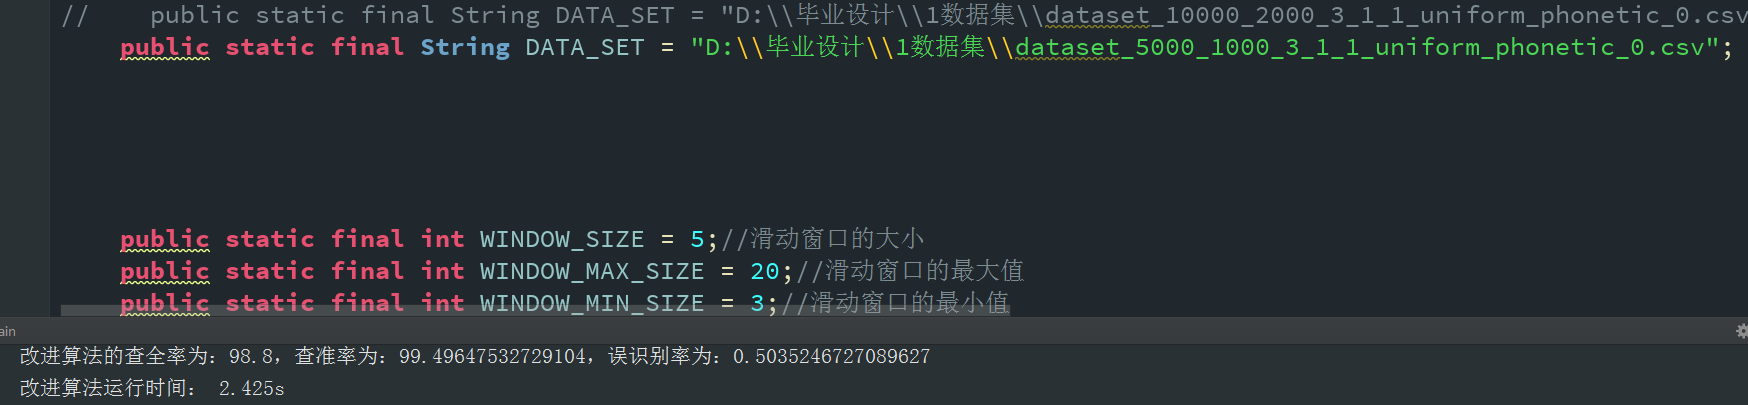 //    public static final String DATA_SET = "D:\\毕业设计\\1数据集\\dataset_10000_2000_3_1_1_uniform_phonetic_0.csv
public static final String DATA_SET = "D:\\毕业设计\\1数据集\\dataset_5000_1000_3_1_1_uniform_phonetic_0.csv";
public static final int WINDOW_SIZE = 5;//滑动窗口的大小
public static final int WINDOW_MAX_SIZE = 20;//滑动窗口的最大值
public static final int WINDOW_MIN_SIZE = 3;//滑动窗口的最小值
ain
改进算法的查全率为：98.8，查准率为：99.49647532729104，误识别率为：0.5035246727089627
改进算法运行时间： 2.425s